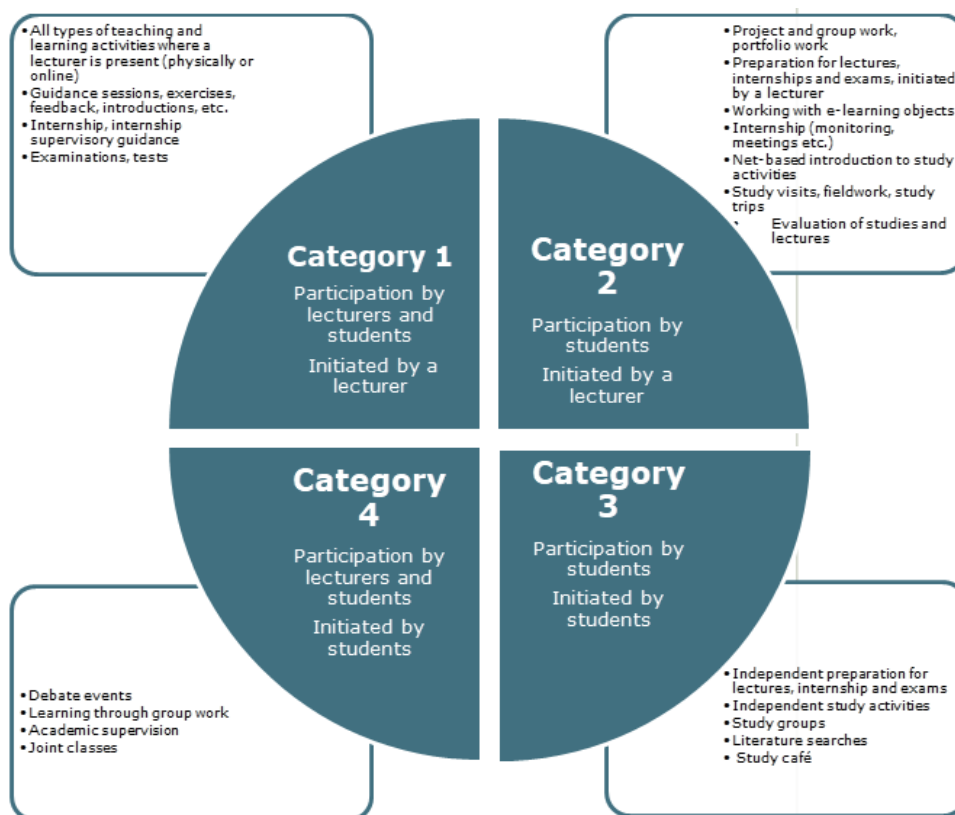 •All types of teaching and
learning activities where a
lecturer is present (physically or
online)
•Guidance sessions, exercises,
feedback, introductions, etc.
•Internship, internship
supervisory guidance
•Examinations, tests
•Project and group work,
portfolio work
•Preparation for lectures,
internships and exams, initiated
by a lecturer
•Working with e-learning objects
•Internship (monitoring,
meetings etc.)
•Net-based introduction to study
activities
•Study visits, fieldwork, study
trips
• Evaluation of studies and
lectures
Category 1
Participation by
lecturers and
students
Initiated by a
lecturer
Category
2
Participation by
students
Initiated by a
lecturer
Category
4
Participation by
lecturers and
students
Initiated by
students
Category
3
Participation by
students
Initiated by
students
•Debate events
•Learning through group work
•Academic supervision
•Joint classes
•Independent preparation for
lectures, internship and exams
•Independent study activities
•Study groups
•Literature searches
• Study café